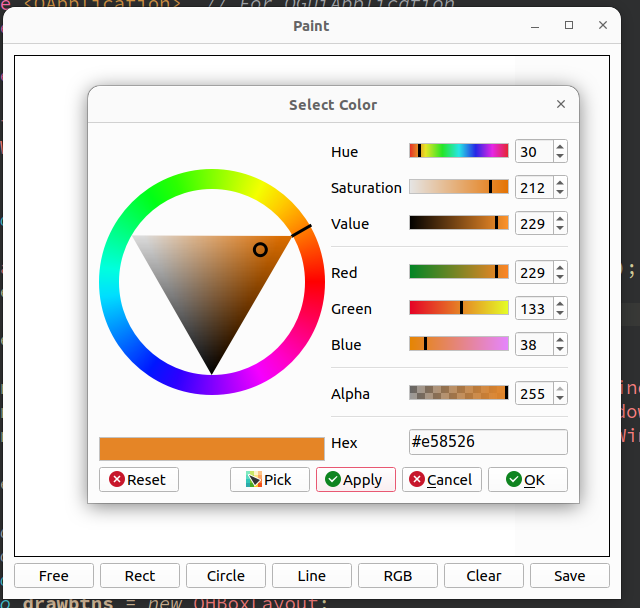 e <QApplication> // For QGuiApplication
Paint
Select Color
Hue 30
Saturation 212
Value 229
Red 229
);
Green 133
Blue 38
Alpha 255
Hex #e58526
Reset Pick Apply Cancel OK
Free Rect Circle Line RGB Clear Save
o drawbtns = new QHBoxLayout;